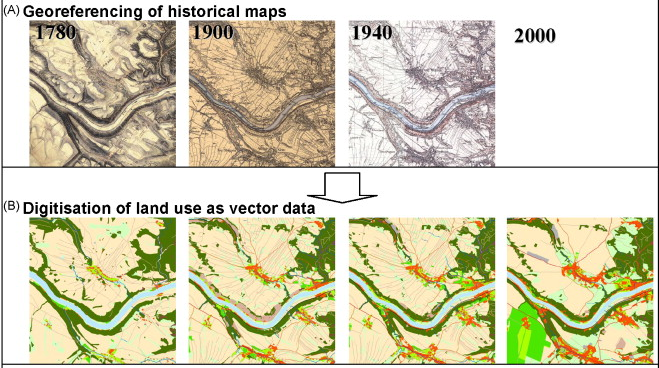 (A) Georeferencing of historical maps
1780 1900 1940 2000
(B) Digitisation of land use as vector data